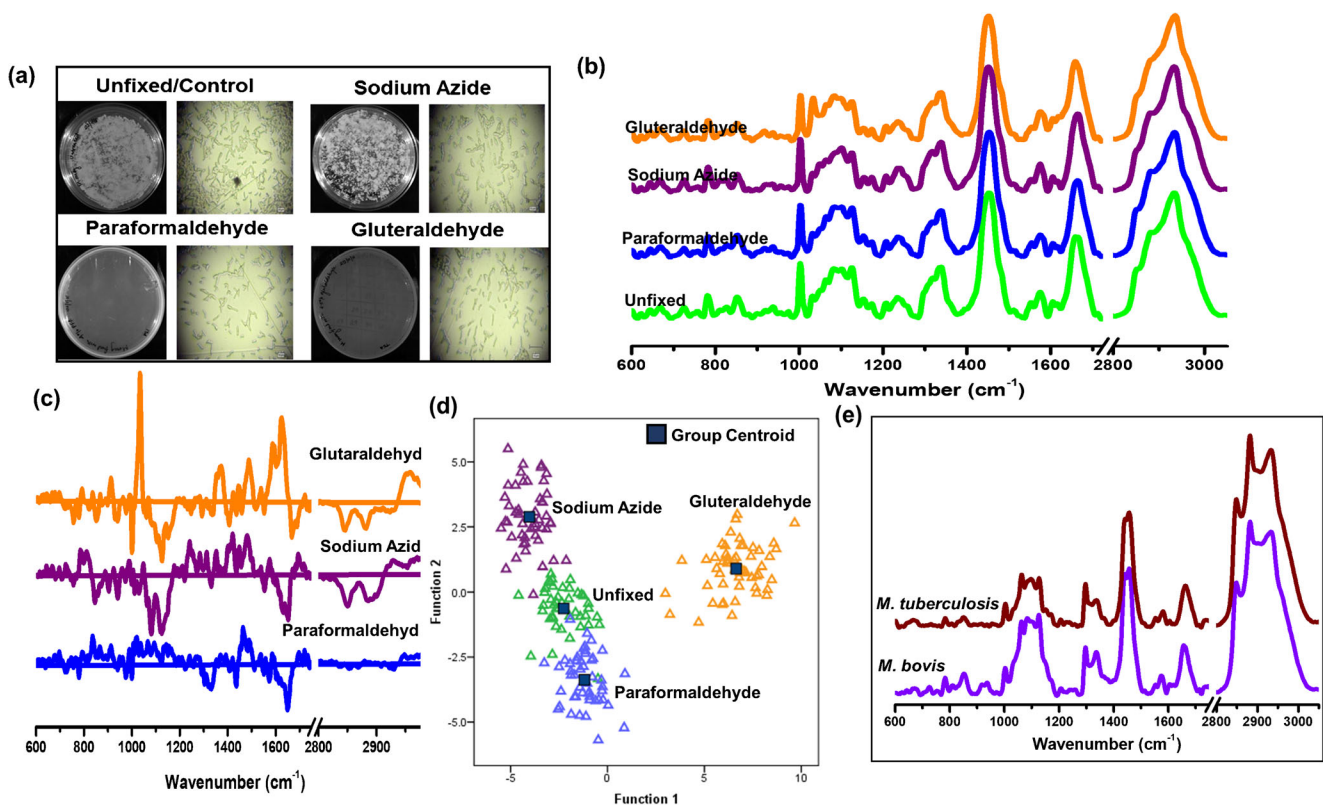 (a)
Unfixed/Control
Sodium Azide
Paraformaldehyde
Gluteraldehyde
(b)
Gluteraldehyde
Sodium Azide
Paraformaldehyde
Unfixed
600 800 1000 1200 1400 1600 2800 3000
Wavenumber (cm⁻¹)
(c)
Glutaraldehyd
Sodium Azid
Paraformaldehyd
600 800 1000 1200 1400 1600 2800 2900
Wavenumber (cm⁻¹)
(d)
Group Centroid
Sodium Azide
Gluteraldehyde
Unfixed
Paraformaldehyde
Function 2
5.0
2.5
0.0
-2.5
-5.0
-5 0 5 10
Function 1
(e)
M. tuberculosis
M. bovis
600 800 1000 1200 1400 1600 2800 2900 3000
Wavenumber (cm⁻¹)